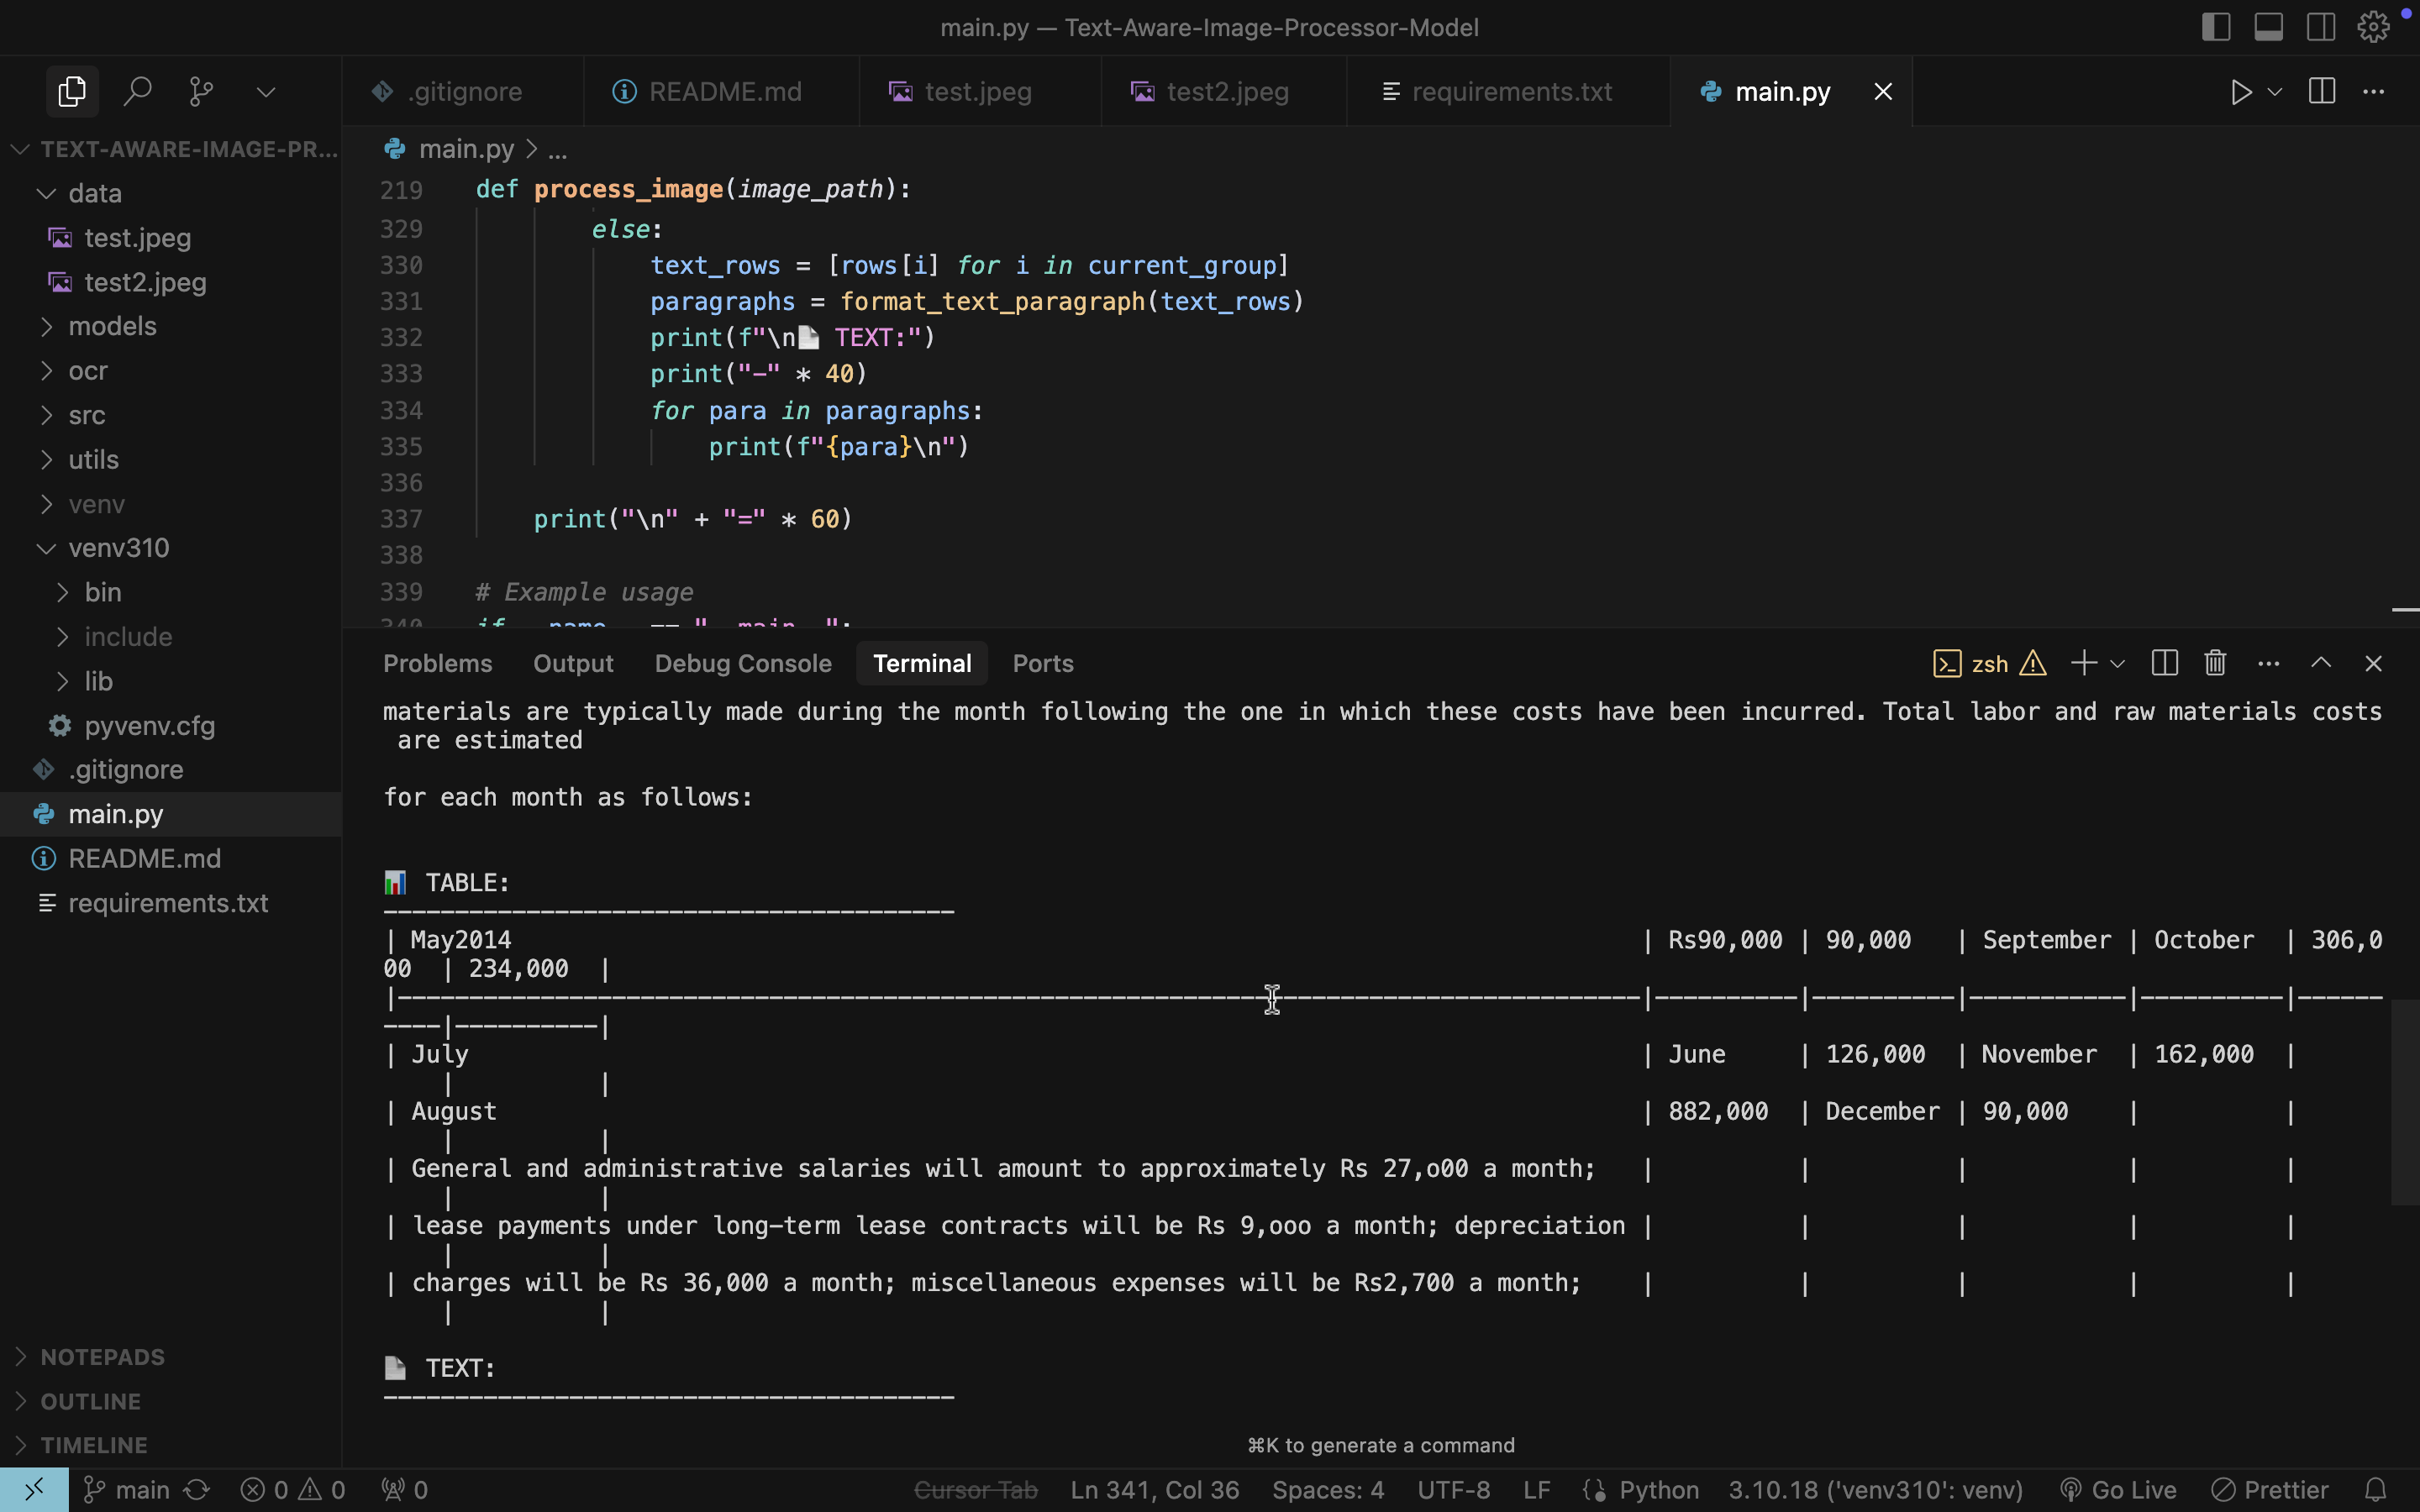 main.py — Text-Aware-Image-Processor-Model
.gitignore
README.md
test.jpeg
test2.jpeg
requirements.txt
main.py
TEXT-AWARE-IMAGE-PR...
data
test.jpeg
test2.jpeg
models
ocr
src
utils
venv
venv310
bin
include
lib
pyvenv.cfg
.gitignore
main.py
README.md
requirements.txt
NOTEPADS
OUTLINE
TIMELINE
main.py > ...
219 def process_image(image_path):
329 else:
330 text_rows = [rows[i] for i in current_group]
331 paragraphs = format_text_paragraph(text_rows)
332 print(f"\n📄 TEXT:")
333 print("-" * 40)
334 for para in paragraphs:
335 print(f"{para}\n")
336
337 print("\n" + "=" * 60)
338
339 # Example usage
340 if __name__ == "__main__":
Problems Output Debug Console Terminal Ports
zsh
materials are typically made during the month following the one in which these costs have been incurred. Total labor and raw materials costs
are estimated
for each month as follows:
📊 TABLE:
----------------------------------------
| May2014 | Rs90,000 | 90,000 | September | October | 306,0
00 | 234,000 |
|---------------------------------------------------------------------------------------|----------|----------|-----------|----------|------
----|----------|
| July | June | 126,000 | November | 162,000 |
| |
| August | 882,000 | December | 90,000 | |
| |
| General and administrative salaries will amount to approximately Rs 27,o00 a month; | | | | |
| |
| lease payments under long-term lease contracts will be Rs 9,ooo a month; depreciation | | | | |
| |
| charges will be Rs 36,000 a month; miscellaneous expenses will be Rs2,700 a month; | | | | |
| |
📄 TEXT:
----------------------------------------
⌘K to generate a command
main 0 0 0 Cursor Tab Ln 341, Col 36 Spaces: 4 UTF-8 LF Python 3.10.18 ('venv310': venv) Go Live Prettier